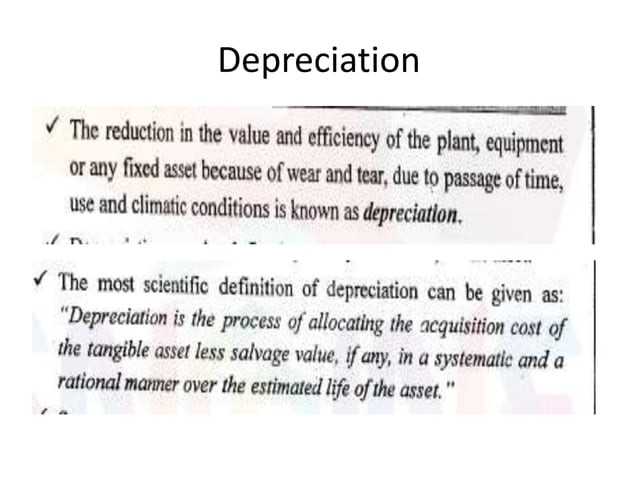 Depreciation
✓ The reduction in the value and efficiency of the plant, equipment
or any fixed asset because of wear and tear, due to passage of time,
use and climatic conditions is known as depreciation.
✓ The most scientific definition of depreciation can be given as:
"Depreciation is the process of allocating the acquisition cost of
the tangible asset less salvage value, if any, in a systematic and a
rational manner over the estimated life of the asset."